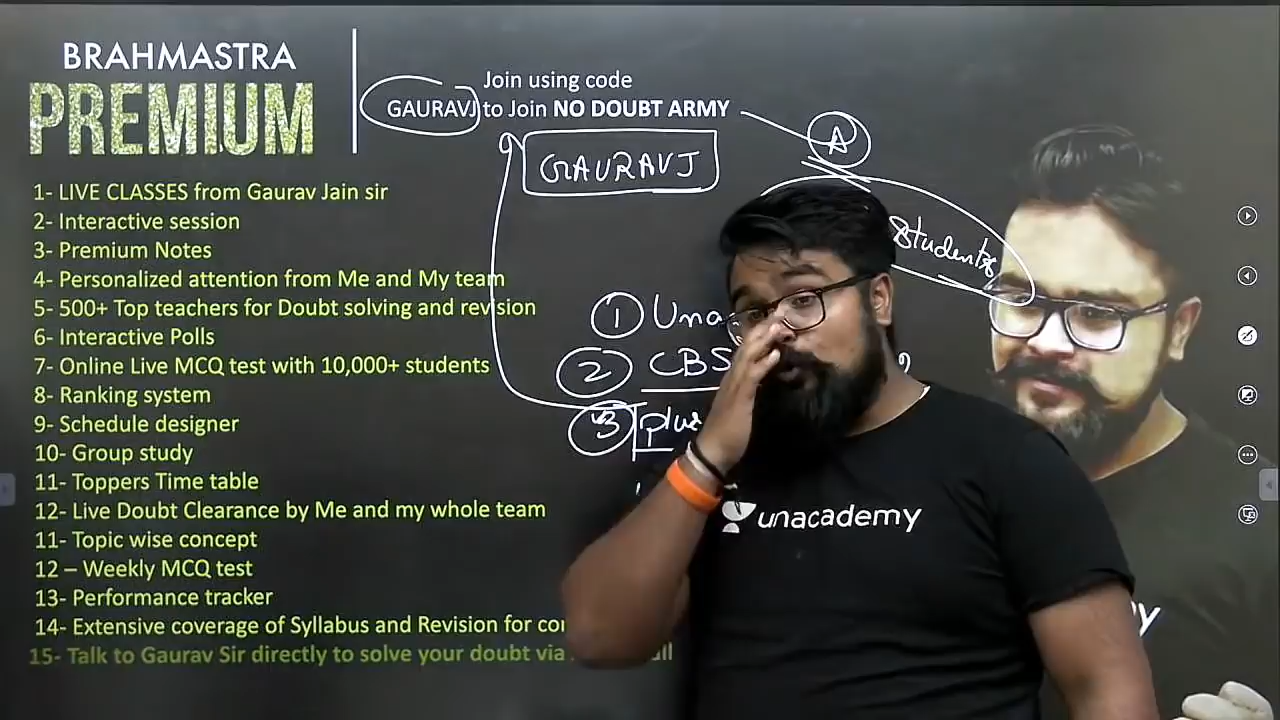 BRAHMASTRA
PREMIUM
Join using code
GAURAVJ to Join NO DOUBT ARMY
A
GAURAVJ
Students
1- LIVE CLASSES from Gaurav Jain sir
2- Interactive session
3- Premium Notes
4- Personalized attention from Me and My team
5- 500+ Top teachers for Doubt solving and revision
6- Interactive Polls
7- Online Live MCQ test with 10,000+ students
8- Ranking system
9- Schedule designer
10- Group study
11- Toppers Time table
12- Live Doubt Clearance by Me and my whole team
11- Topic wise concept
12 – Weekly MCQ test
13- Performance tracker
14- Extensive coverage of Syllabus and Revision for
15- Talk to Gaurav Sir directly to solve your doubt via
1 Una
2 CBS
3 plus
unacademy